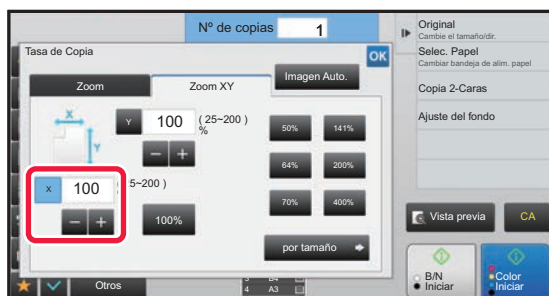 Nº de copias 1
Tasa de Copia
OK
Zoom
Zoom XY
Imagen Auto.
X
Y
Y 100 ( 25~200 )
%
− +
X 100 5~200 )
− +
100%
50% 141%
64% 200%
70% 400%
por tamaño
Otros
4 A3
Original
Cambie el tamaño/dir.
Selec. Papel
Cambiar bandeja de alim. papel
Copia 2-Caras
Ajuste del fondo
Vista previa
CA
B/N
Iniciar
Color
Iniciar